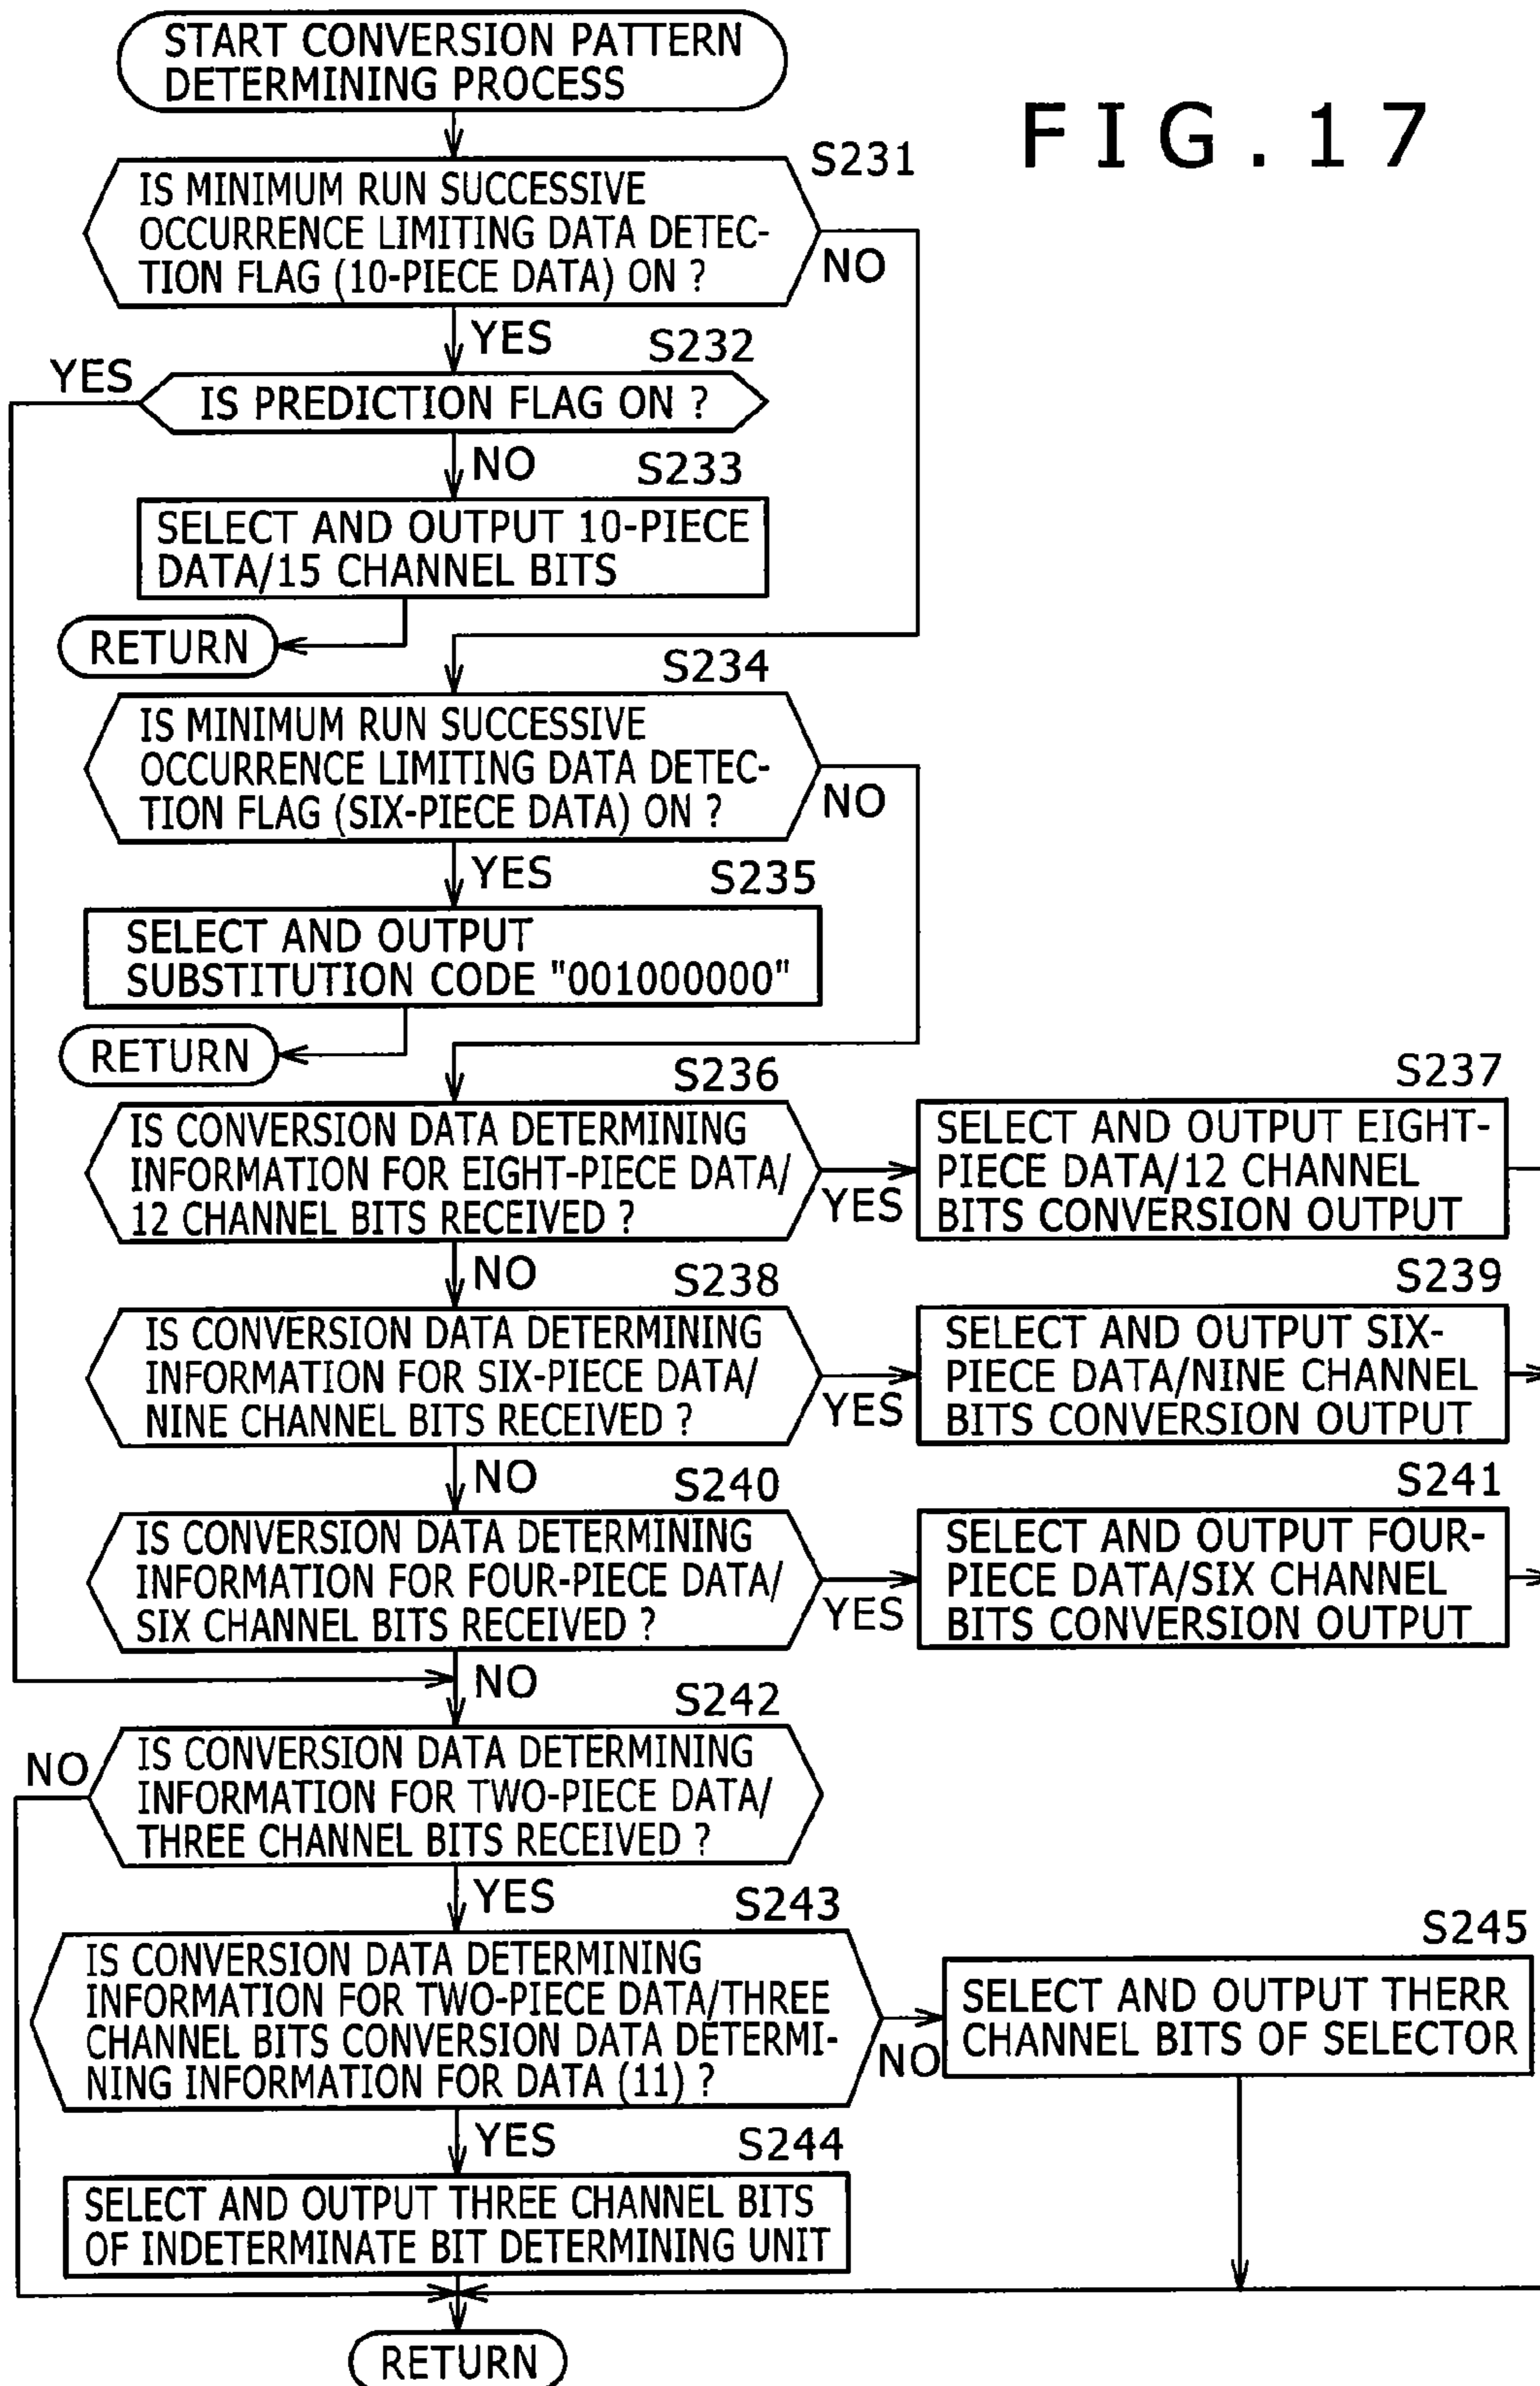 START CONVERSION PATTERN
DETERMINING PROCESS
FIG.17
S231
IS MINIMUM RUN SUCCESSIVE
OCCURRENCE LIMITING DATA DETEC-
TION FLAG (10-PIECE DATA) ON ?
NO
YES
S232
YES
IS PREDICTION FLAG ON ?
NO
S233
SELECT AND OUTPUT 10-PIECE
DATA/15 CHANNEL BITS
RETURN
S234
IS MINIMUM RUN SUCCESSIVE
OCCURRENCE LIMITING DATA DETEC-
TION FLAG (SIX-PIECE DATA) ON ?
NO
YES
S235
SELECT AND OUTPUT
SUBSTITUTION CODE "001000000"
RETURN
S236
IS CONVERSION DATA DETERMINING
INFORMATION FOR EIGHT-PIECE DATA/
12 CHANNEL BITS RECEIVED ?
YES
S237
SELECT AND OUTPUT EIGHT-
PIECE DATA/12 CHANNEL
BITS CONVERSION OUTPUT
NO
S238
IS CONVERSION DATA DETERMINING
INFORMATION FOR SIX-PIECE DATA/
NINE CHANNEL BITS RECEIVED ?
YES
S239
SELECT AND OUTPUT SIX-
PIECE DATA/NINE CHANNEL
BITS CONVERSION OUTPUT
NO
S240
IS CONVERSION DATA DETERMINING
INFORMATION FOR FOUR-PIECE DATA/
SIX CHANNEL BITS RECEIVED ?
YES
S241
SELECT AND OUTPUT FOUR-
PIECE DATA/SIX CHANNEL
BITS CONVERSION OUTPUT
NO
S242
NO
IS CONVERSION DATA DETERMINING
INFORMATION FOR TWO-PIECE DATA/
THREE CHANNEL BITS RECEIVED ?
YES
S243
IS CONVERSION DATA DETERMINING
INFORMATION FOR TWO-PIECE DATA/THREE
CHANNEL BITS CONVERSION DATA DETERMI-
NING INFORMATION FOR DATA (11) ?
NO
S245
SELECT AND OUTPUT THERR
CHANNEL BITS OF SELECTOR
YES
S244
SELECT AND OUTPUT THREE CHANNEL BITS
OF INDETERMINATE BIT DETERMINING UNIT
RETURN